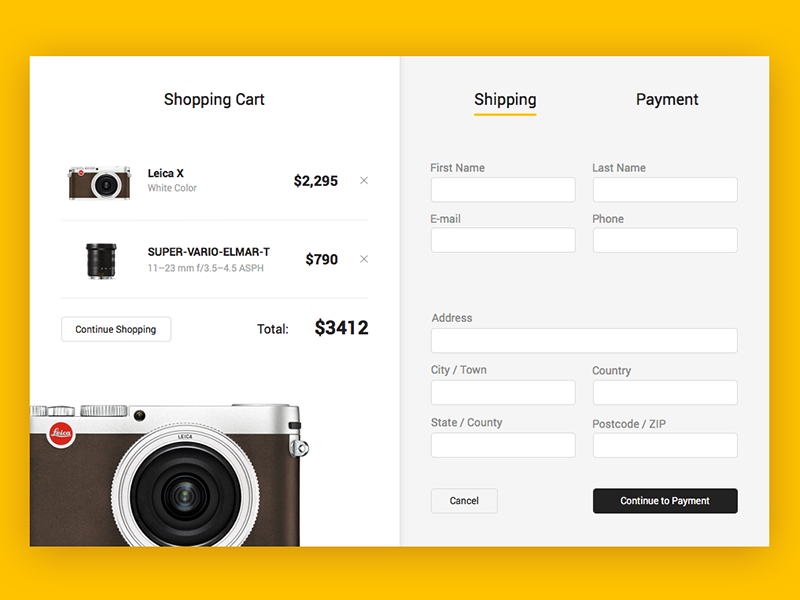 Shopping Cart
Leica X
White Color
$2,295
SUPER-VARIO-ELMAR-T
11–23 mm f/3.5–4.5 ASPH
$790
Continue Shopping
Total:
$3412
Leica
LEICA
Shipping
Payment
First Name
Last Name
E-mail
Phone
Address
City / Town
Country
State / County
Postcode / ZIP
Cancel
Continue to Payment